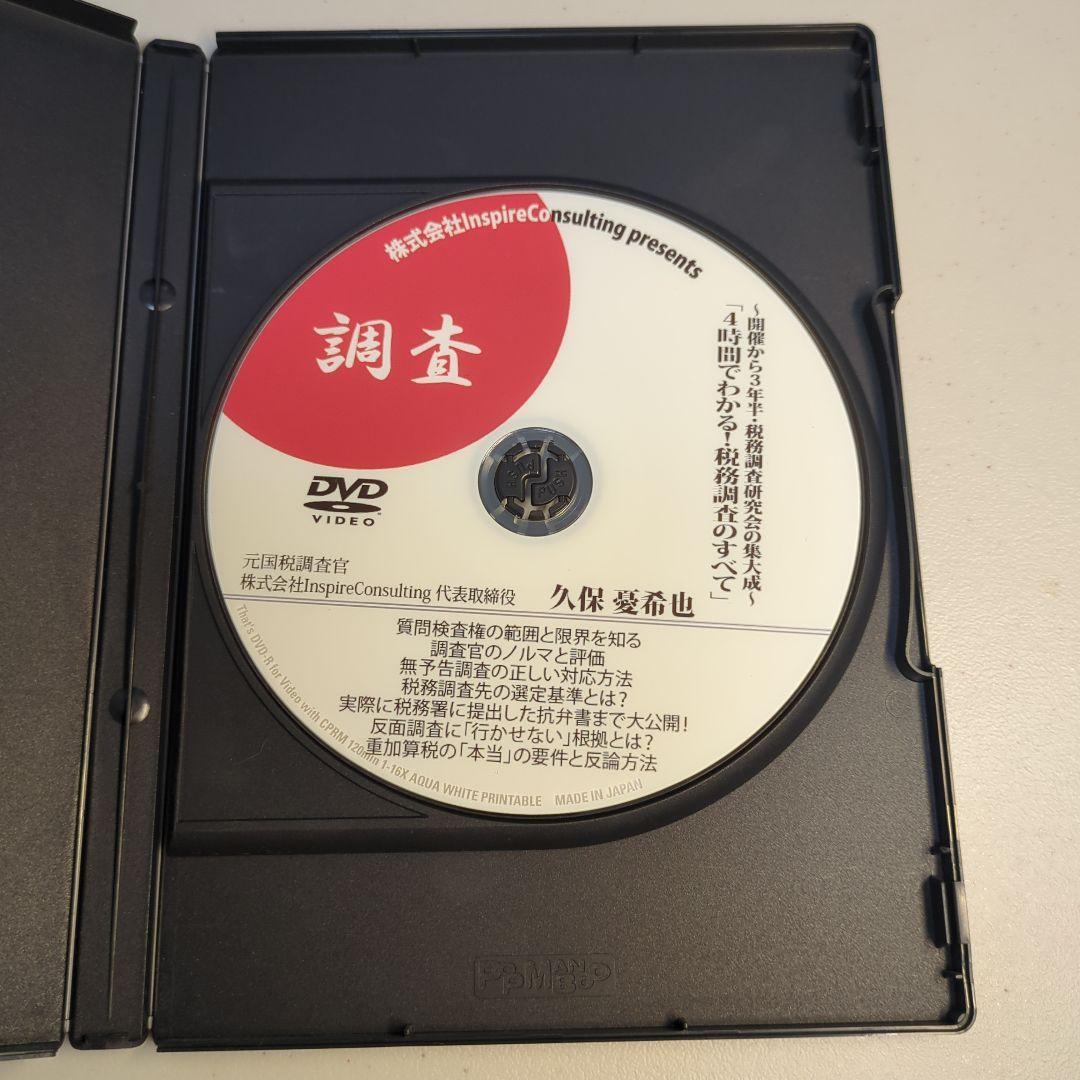 株式会社InspireConsulting presents
調査
～開催から３年半・税務調査研究会の集大成～
「４時間でわかる！税務調査のすべて」
DVD
VIDEO™
PUSH
PUSH
元国税調査官
株式会社InspireConsulting 代表取締役 久保 憂希也
質問検査権の範囲と限界を知る
調査官のノルマと評価
無予告調査の正しい対応方法
税務調査先の選定基準とは？
実際に税務署に提出した抗弁書まで大公開！
反面調査に「行かせない」根拠とは？
重加算税の「本当」の要件と反論方法
That's DVD-R for Video with CPRM 120min 1-16X AQUA WHITE PRINTABLE MADE IN JAPAN